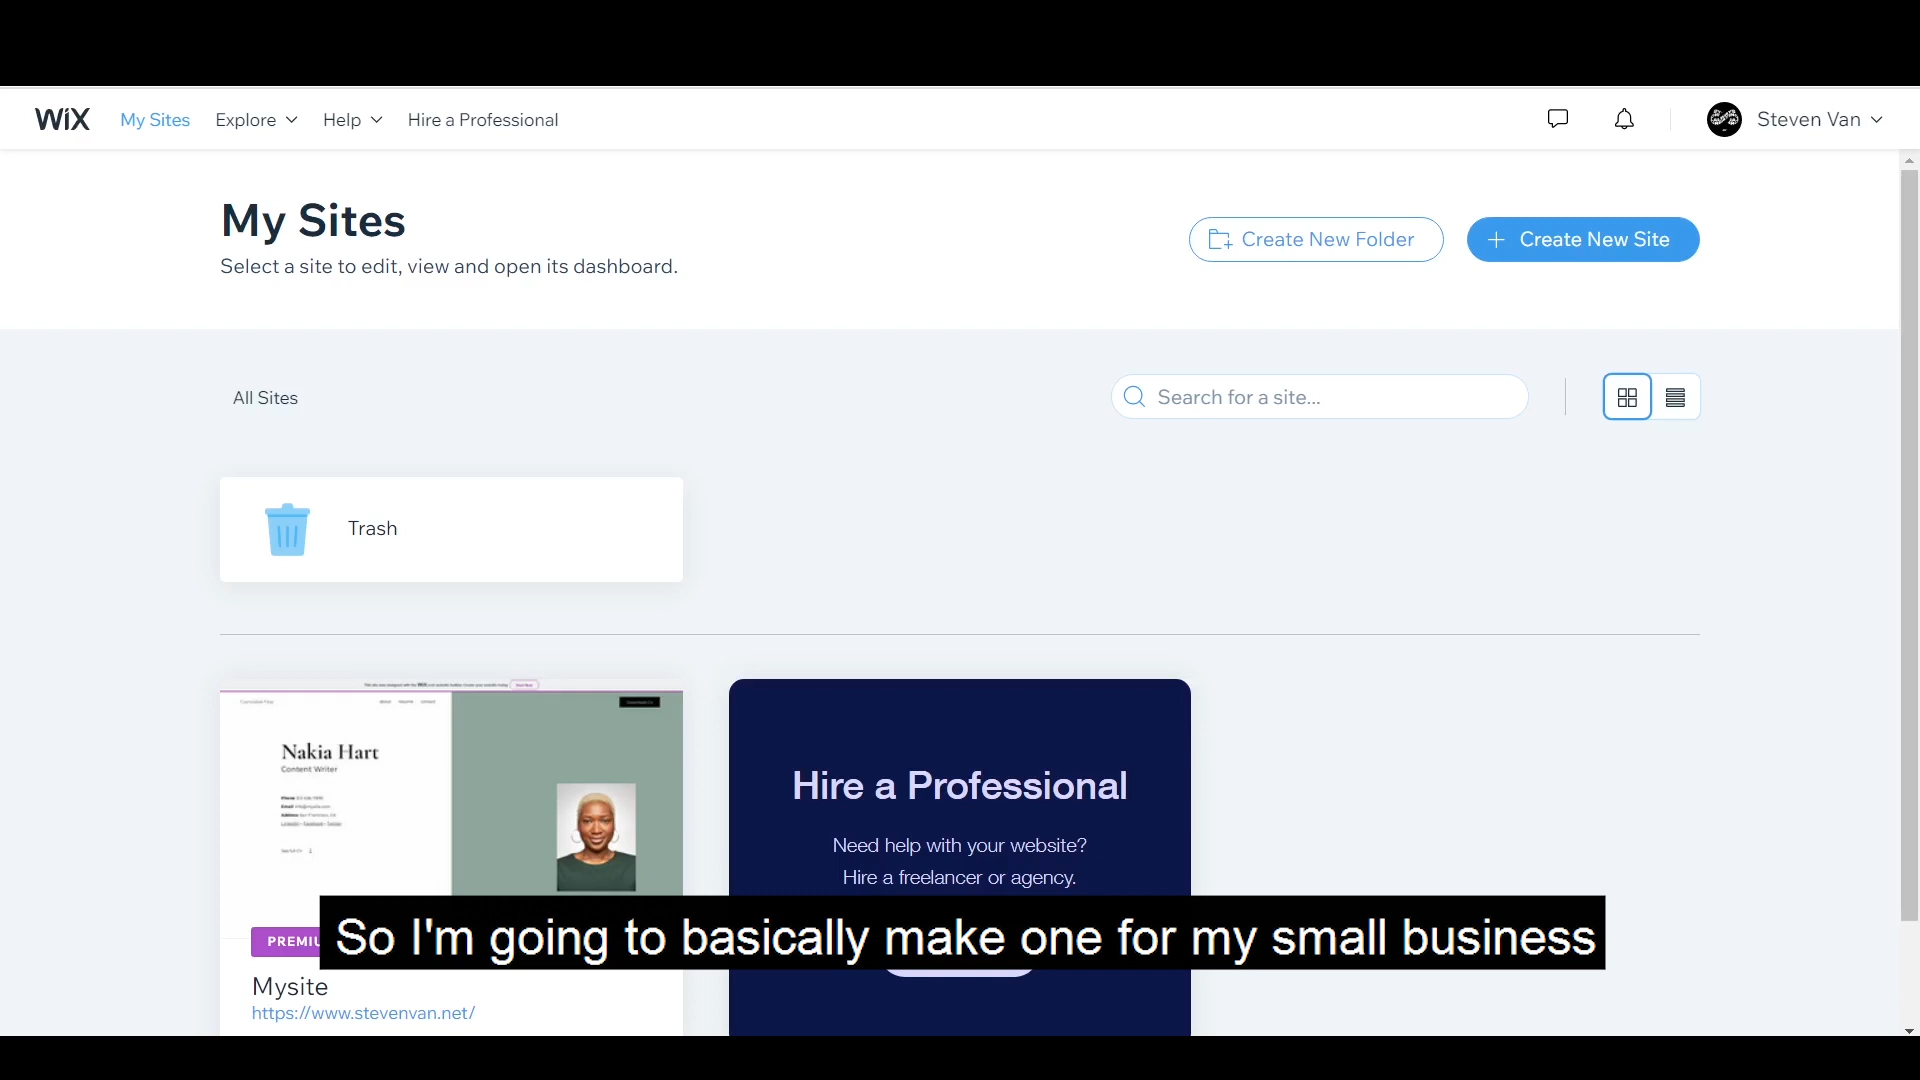 WiX My Sites Explore Help Hire a Professional Steven Van
My Sites
Select a site to edit, view and open its dashboard.
Create New Folder
+ Create New Site
All Sites
Search for a site...
Trash
Nakia Hart
Content Writer
Hire a Professional
Need help with your website?
Hire a freelancer or agency.
So I'm going to basically make one for my small business
Mysite
https://www.stevenvan.net/